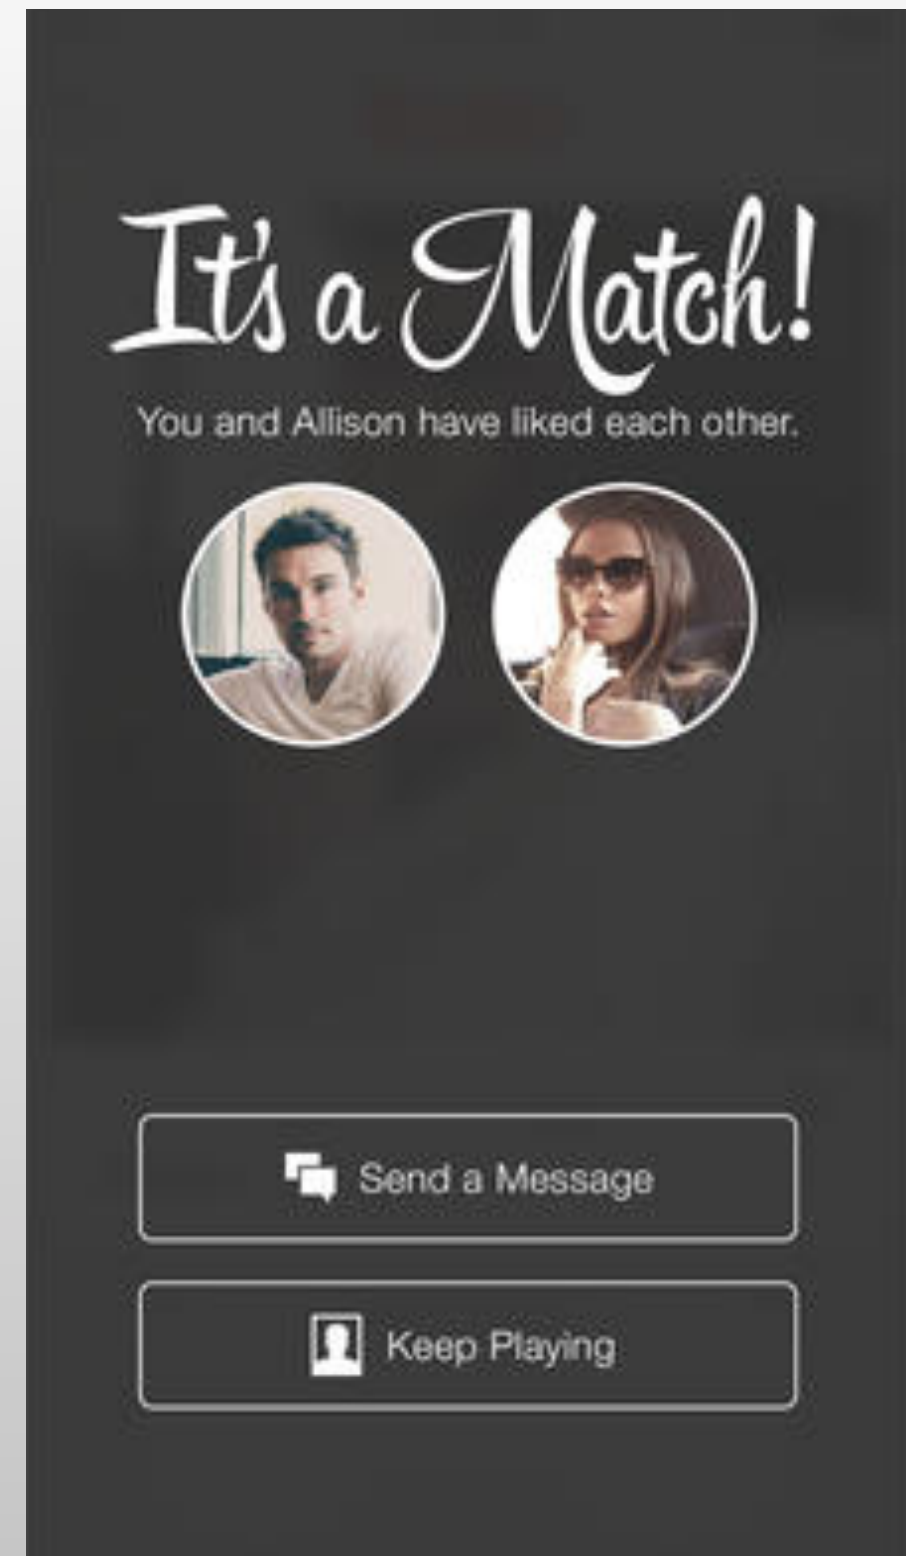 It's a Match!
You and Allison have liked each other.
Send a Message
Keep Playing